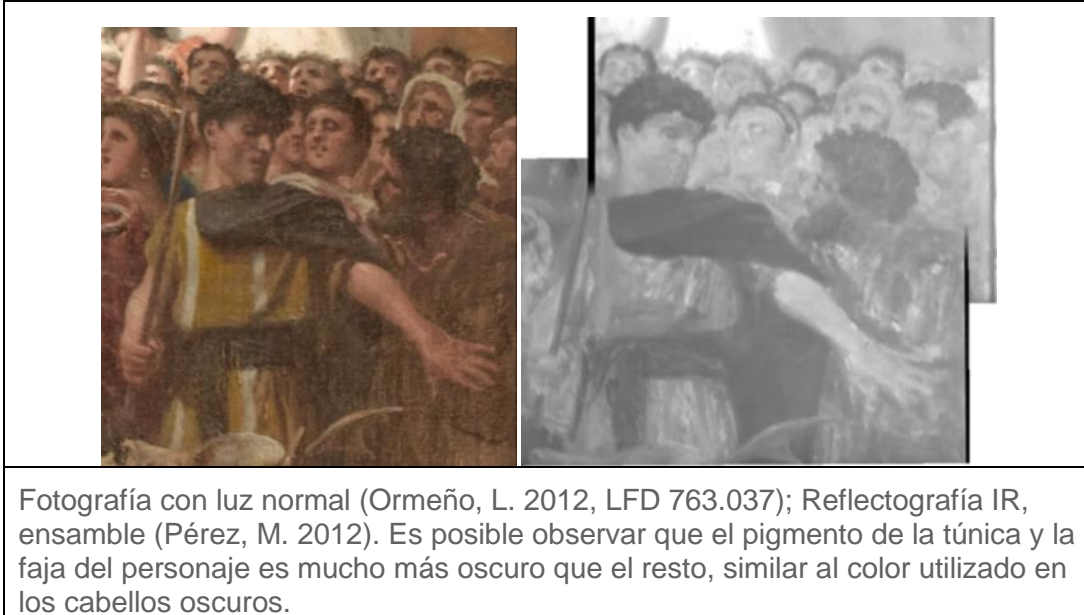 Fotografía con luz normal (Ormeño, L. 2012, LFD 763.037); Reflectografía IR,
ensamble (Pérez, M. 2012). Es posible observar que el pigmento de la túnica y la
faja del personaje es mucho más oscuro que el resto, similar al color utilizado en
los cabellos oscuros.